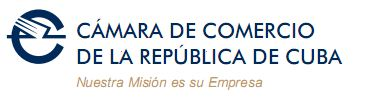 CÁMARA DE COMERCIO
DE LA REPÚBLICA DE CUBA
Nuestra Misión es su Empresa